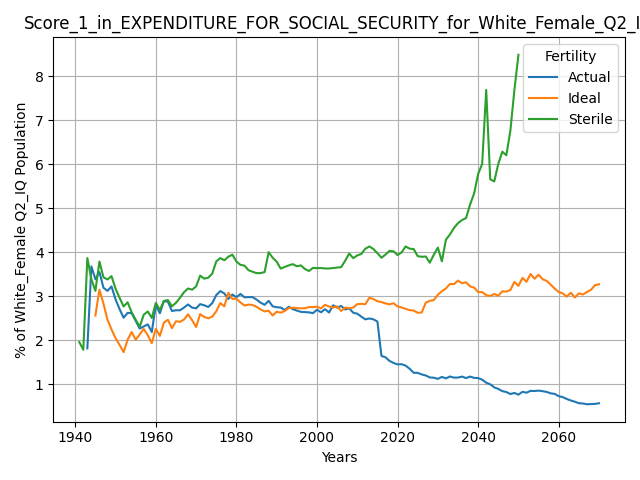 Score_1_in_EXPENDITURE_FOR_SOCIAL_SECURITY_for_White_Female_Q2_I
Fertility
Actual
Ideal
Sterile
% of White_Female Q2_IQ Population
8
7
6
5
4
3
2
1
1940 1960 1980 2000 2020 2040 2060
Years